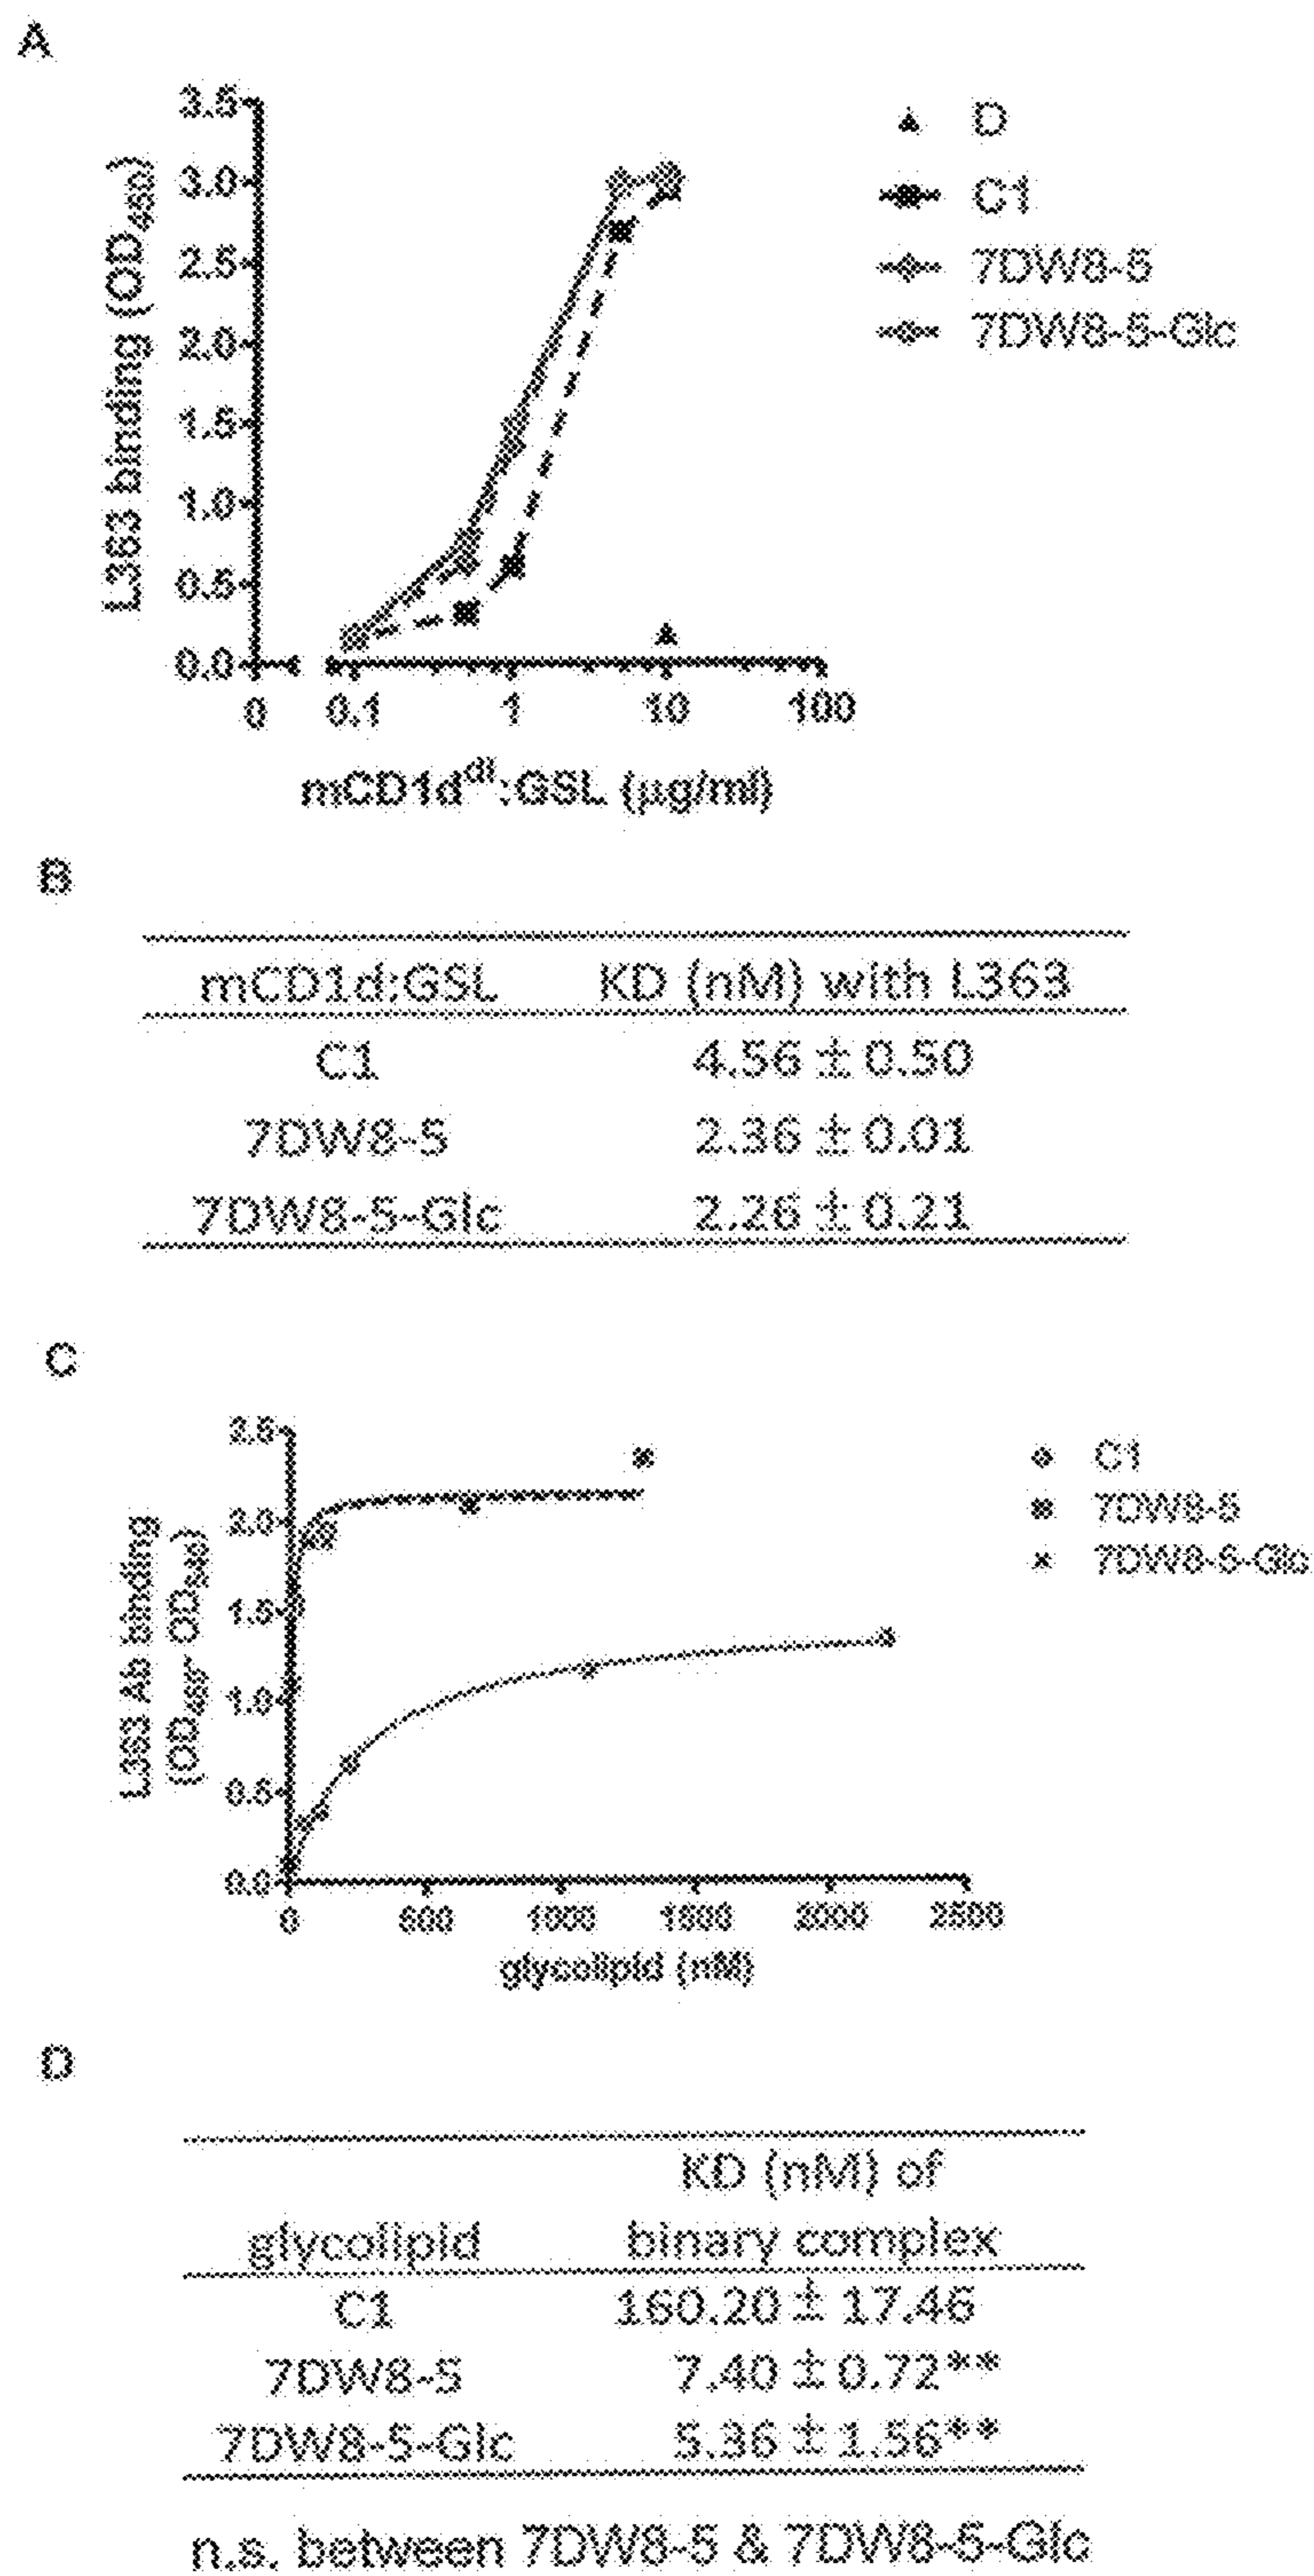 A
3.5
3.0
2.5
2.0
1.5
1.0
0.5
0.0
L363 binding (OD450)
0 0.1 1 10 100
mCD1d^dI:GSL (µg/ml)
D
C1
7DW8-5
7DW8-5-Glc
B
mCD1d:GSL KD (nM) with L363
C1 4.56 ± 0.50
7DW8-5 2.36 ± 0.01
7DW8-5-Glc 2.26 ± 0.21
C
2.5
2.0
1.5
1.0
0.5
0.0
L363 Ab binding
0 500 1000 1500 2000 2500
glycolipid (nM)
C1
7DW8-5
7DW8-5-Glc
D
KD (nM) of
glycolipid binary complex
C1 160.20 ± 17.46
7DW8-5 7.40 ± 0.72**
7DW8-5-Glc 5.36 ± 1.56**
n.s. between 7DW8-5 & 7DW8-5-Glc